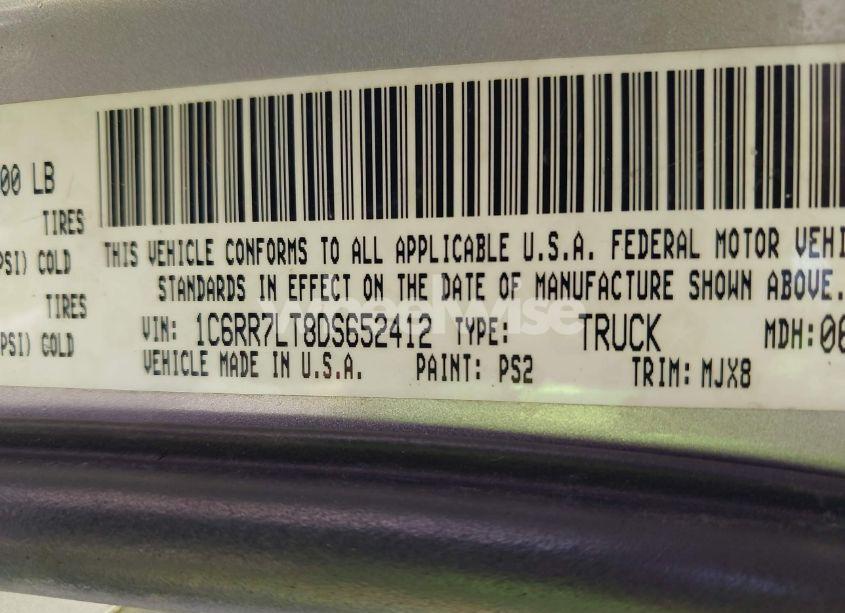 00 LB
TIRES
PSI) COLD
TIRES
PSI) COLD
THIS VEHICLE CONFORMS TO ALL APPLICABLE U.S.A. FEDERAL MOTOR VEHI
STANDARDS IN EFFECT ON THE DATE OF MANUFACTURE SHOWN ABOVE.
VIN: 1C6RR7LT8DS652412 TYPE: TRUCK MDH: 06
VEHICLE MADE IN U.S.A. PAINT: PS2 TRIM: MJX8
wheelwise